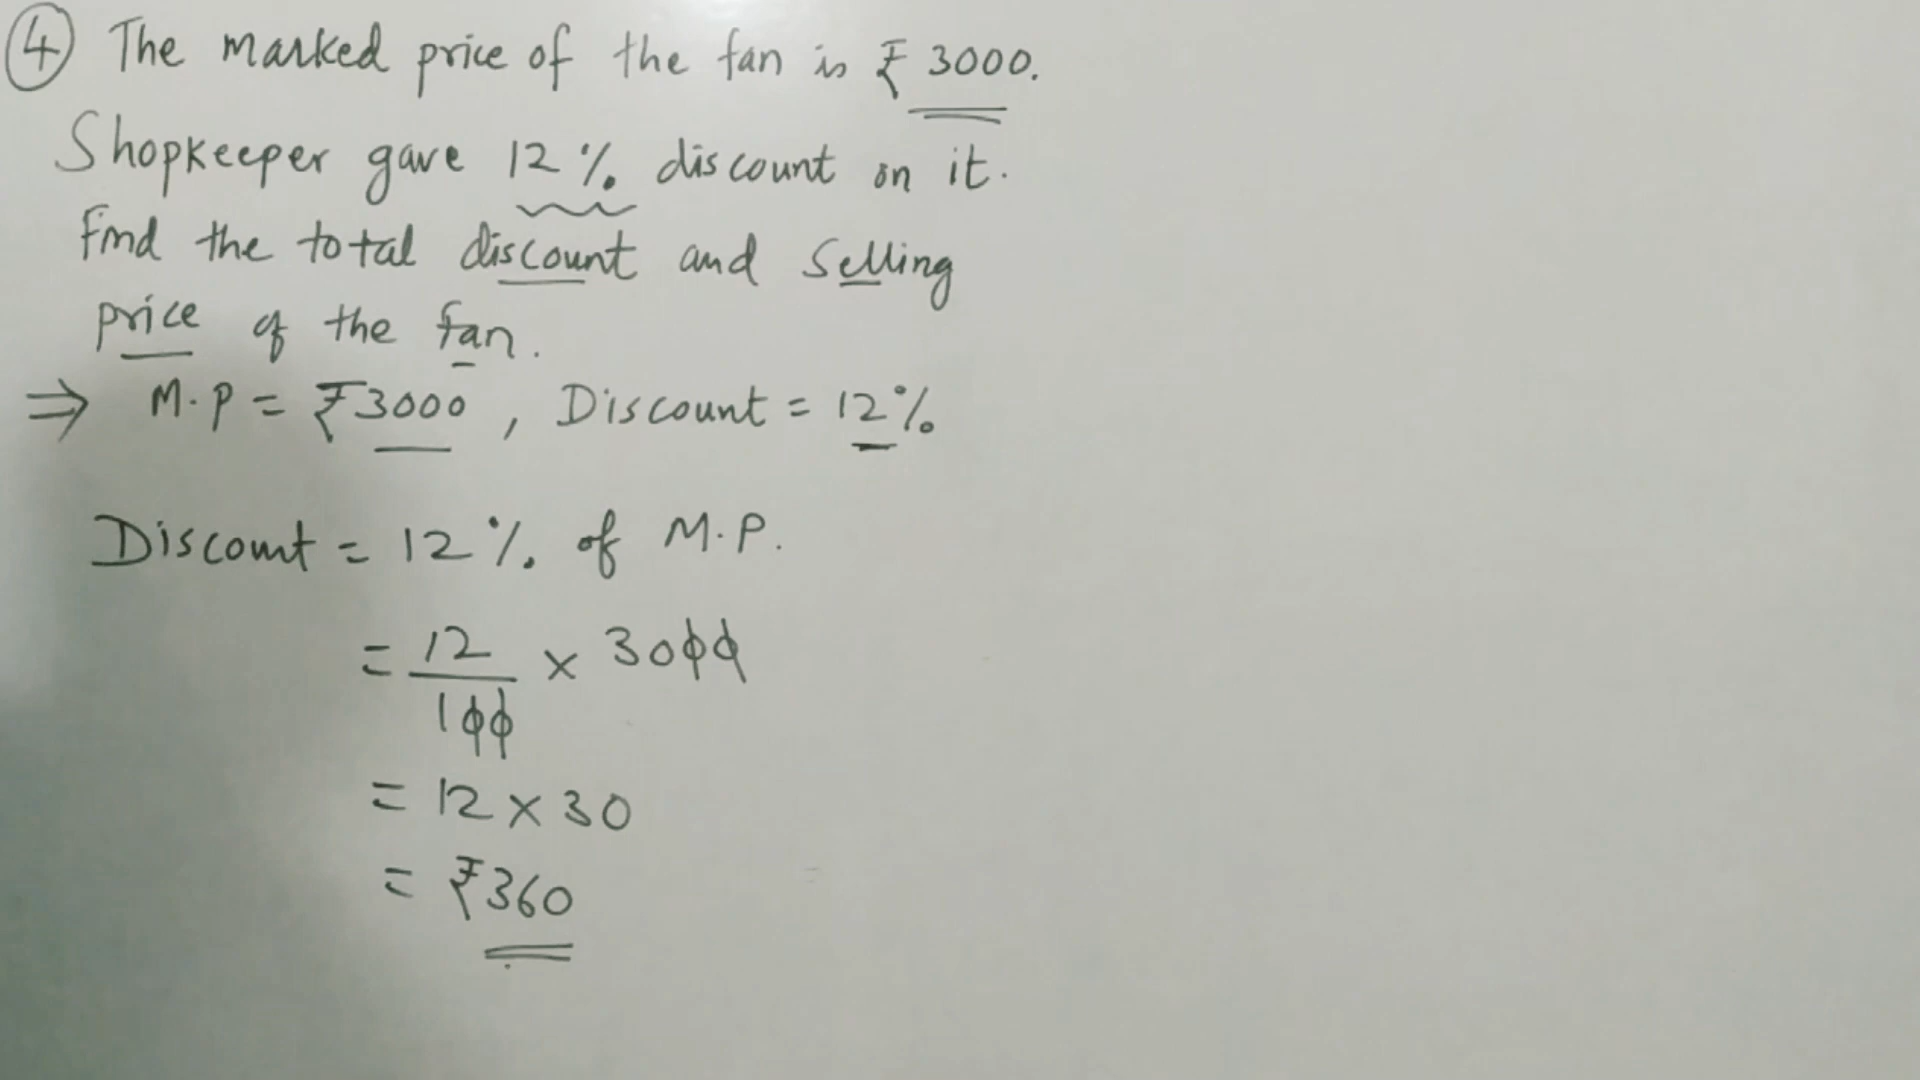 ④ The marked price of the fan is ₹ 3000.
Shopkeeper gave 12% discount on it.
Find the total discount and selling
price of the fan.
⇒ M.P = ₹3000, Discount = 12%
Discount = 12% of M.P.
= 12/100 × 3000
= 12 × 30
= ₹360